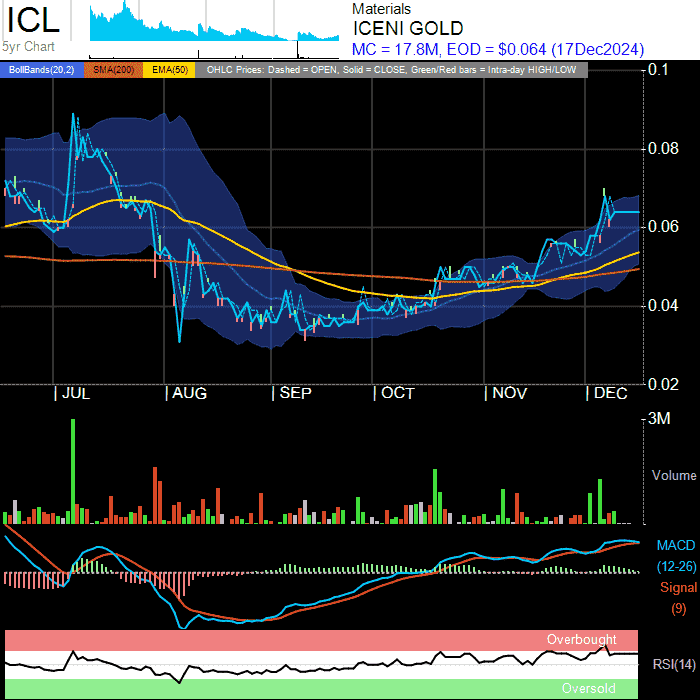 ICL
5yr Chart
Materials
ICENI GOLD
MC = 17.8M, EOD = $0.064 (17Dec2024)
BollBands(20,2) SMA(200) EMA(50) OHLC Prices: Dashed = OPEN, Solid = CLOSE, Green/Red bars = Intra-day HIGH/LOW
0.1
0.08
0.06
0.04
0.02
JUL AUG SEP OCT NOV DEC
3M
Volume
MACD
(12-26)
Signal
(9)
Overbought
RSI(14)
Oversold